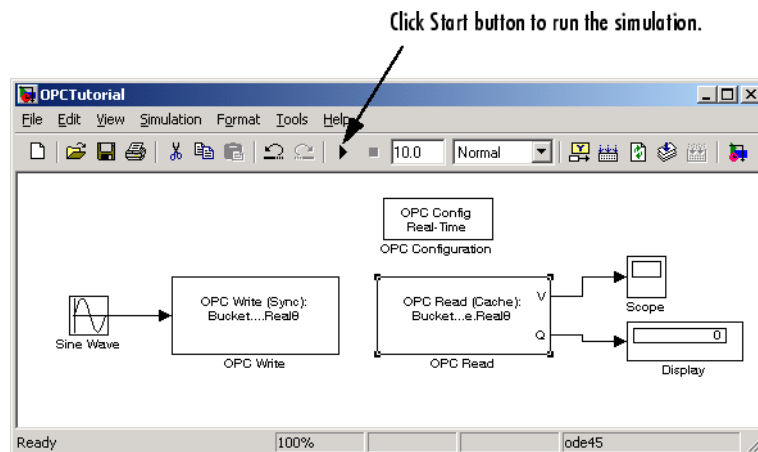 Click Start button to run the simulation.
OPCTutorial
File Edit View Simulation Format Tools Help
10.0 Normal
OPC Config
Real-Time
OPC Configuration
OPC Write (Sync):
Bucket....Real8
OPC Read (Cache):
Bucket...e.Real8
V
Q
Scope
0
Sine Wave
OPC Write
OPC Read
Display
Ready 100% ode45